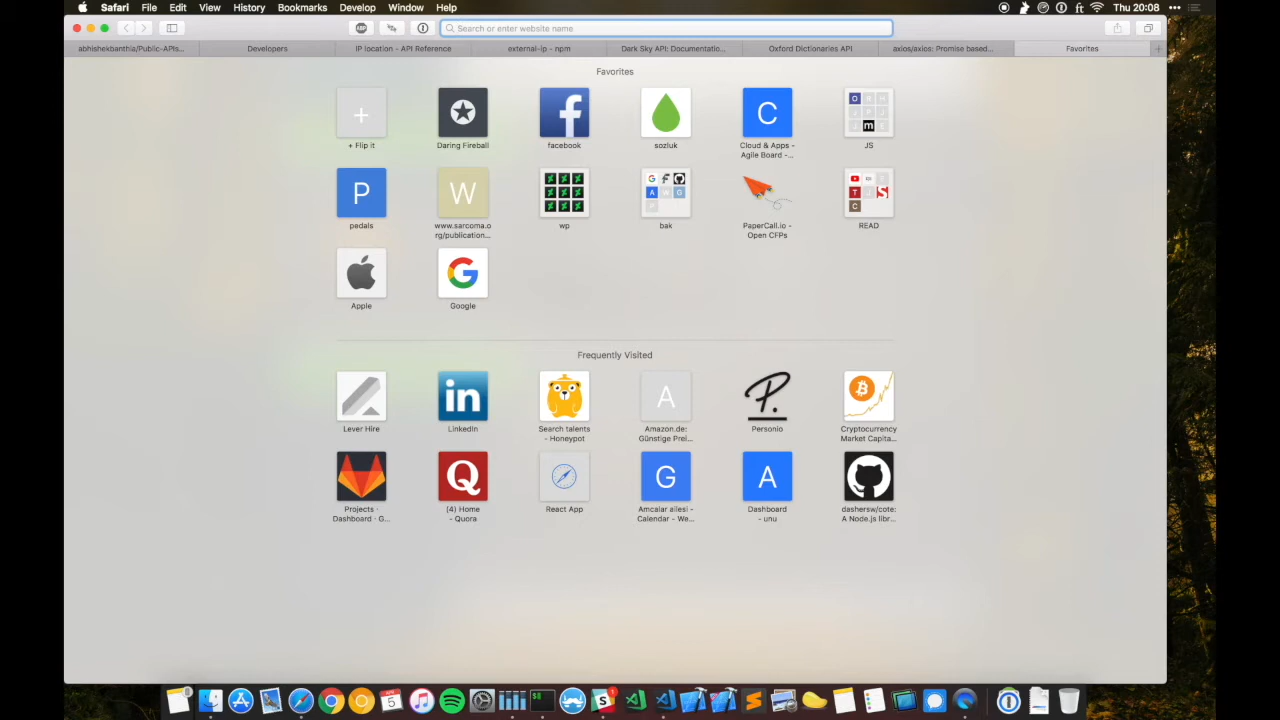 Safari File Edit View History Bookmarks Develop Window Help
Thu 20:08
Search or enter website name
abhishekbanthia/Public-APIs...
Developers
IP location - API Reference
external-ip - npm
Dark Sky API: Documentatio...
Oxford Dictionaries API
axios/axios: Promise based...
Favorites
Favorites
+ Flip it
Daring Fireball
facebook
sozluk
Cloud & Apps -
Agile Board -...
JS
pedals
www.sarcoma.o
rg/publication...
wp
bak
PaperCall.io -
Open CFPs
READ
Apple
Google
Frequently Visited
Lever Hire
LinkedIn
Search talents
- Honeypot
Amazon.de:
Günstige Prei...
Personio
Cryptocurrency
Market Capita...
Projects ·
Dashboard · G...
(4) Home
- Quora
React App
Amcalar ailesi -
Calendar - We...
Dashboard
- unu
dashersw/cote:
A Node.js libr...